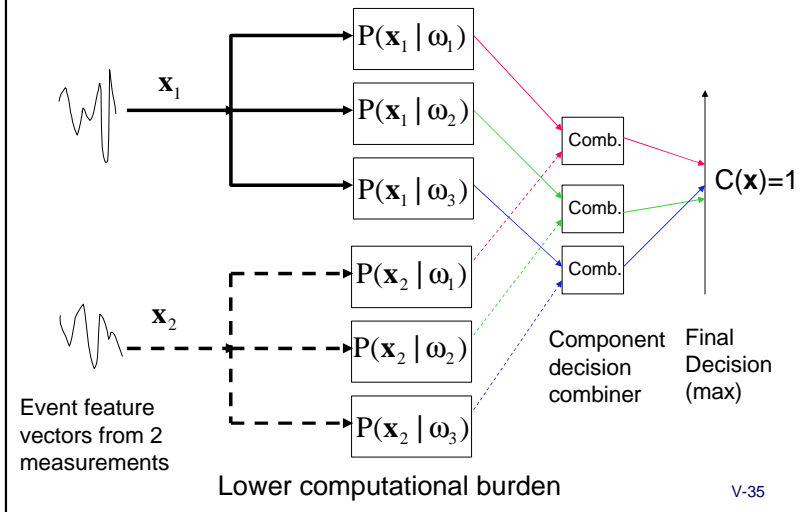 P(x₁ | ω₁)
x₁
P(x₁ | ω₂)
Comb.
P(x₁ | ω₃)
C(x)=1
Comb.
Comb.
P(x₂ | ω₁)
x₂
P(x₂ | ω₂)
Component
decision
combiner
Final
Decision
(max)
Event feature
vectors from 2
measurements
P(x₂ | ω₃)
Lower computational burden
V-35